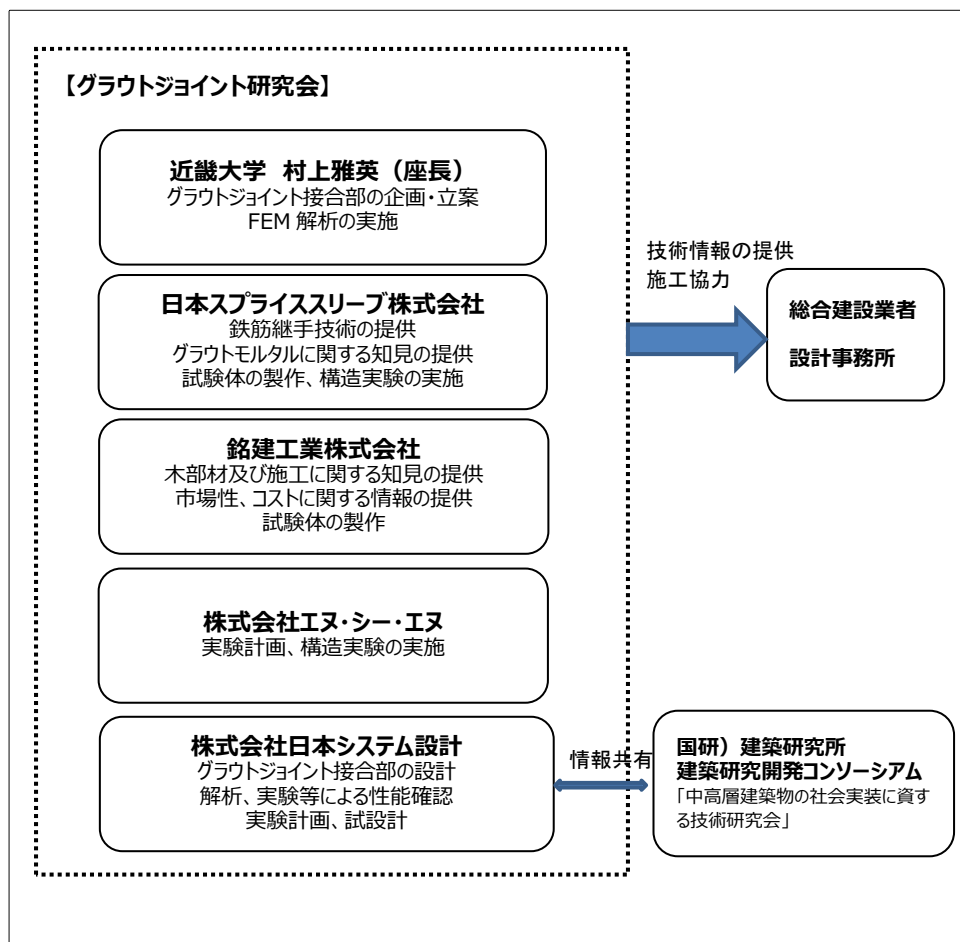 【グラウトジョイント研究会】
近畿大学 村上雅英（座長）
グラウトジョイント接合部の企画・立案
FEM 解析の実施
日本スプライススリーブ株式会社
鉄筋継手技術の提供
グラウトモルタルに関する知見の提供
試験体の製作、構造実験の実施
銘建工業株式会社
木部材及び施工に関する知見の提供
市場性、コストに関する情報の提供
試験体の製作
株式会社エヌ・シー・エヌ
実験計画、構造実験の実施
株式会社日本システム設計
グラウトジョイント接合部の設計
解析、実験等による性能確認
実験計画、試設計
技術情報の提供
施工協力
総合建設業者
設計事務所
情報共有
国研）建築研究所
建築研究開発コンソーシアム
「中高層建築物の社会実装に資す
る技術研究会」